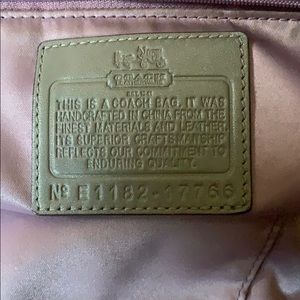 COACH
THIS IS A COACH BAG. IT WAS
HANDCRAFTED IN CHINA FROM THE
FINEST MATERIALS AND LEATHER.
ITS SUPERIOR CRAFTSMANSHIP
REFLECTS OUR COMMITMENT TO
ENDURING QUALITY.
Nº E1182-17766